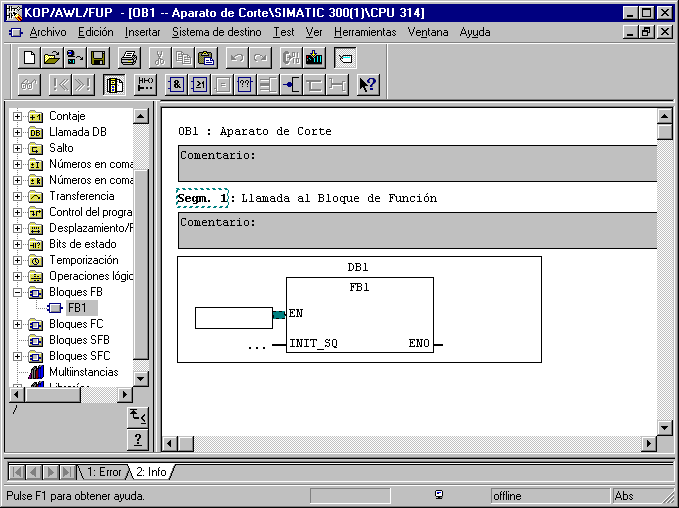 KOP/AWL/FUP - [OB1 -- Aparato de Corte\SIMATIC 300(1)\CPU 314]
Archivo Edición Insertar Sistema de destino Test Ver Herramientas Ventana Ayuda
Contaje
Llamada DB
Salto
Números en coma
Números en coma
Transferencia
Control del progra
Desplazamiento/F
Bits de estado
Temporización
Operaciones lógic
Bloques FB
FB1
Bloques FC
Bloques SFB
Bloques SFC
Multiinstancias
Librerías
OB1 : Aparato de Corte
Comentario:
Segm. 1: Llamada al Bloque de Función
Comentario:
DB1
FB1
EN
... INIT_SQ ENO
1: Error 2: Info
Pulse F1 para obtener ayuda. offline Abs